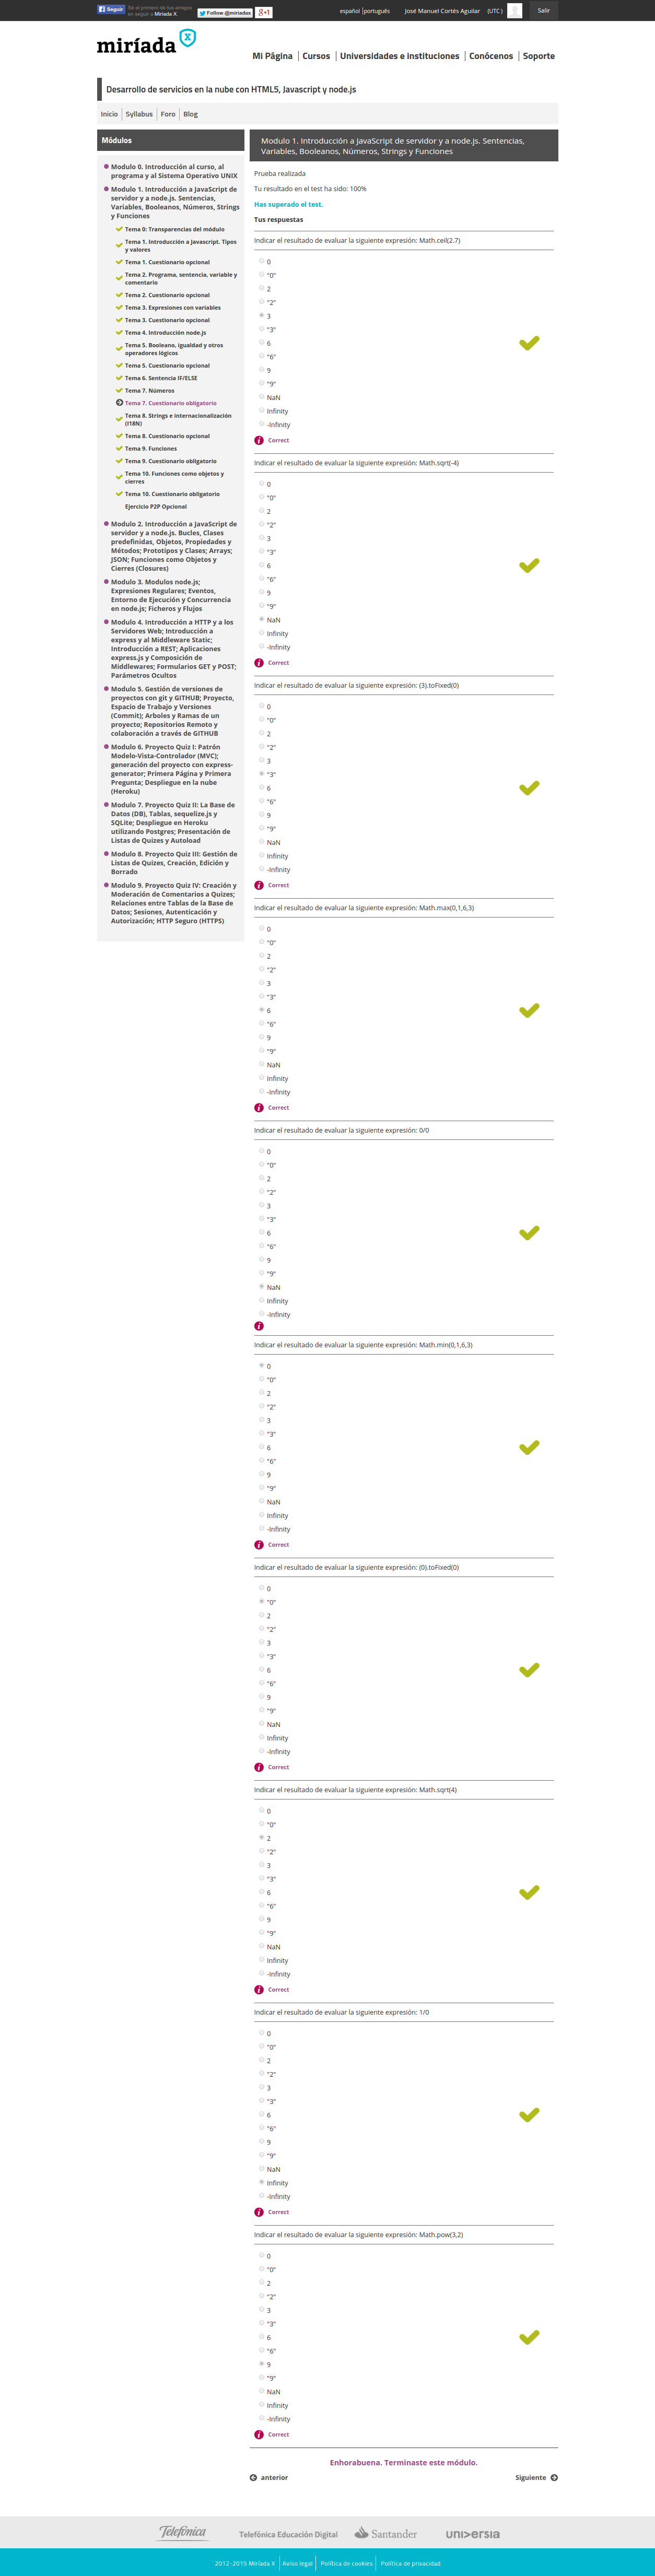 Seguir
Sé el primero de tus amigos
en seguir a Miríada X
Follow @miriadax
+1
español
português
José Manuel Cortés Aguilar
(UTC )
Salir
miríada
X
Mi Página
Cursos
Universidades e instituciones
Conócenos
Soporte
Desarrollo de servicios en la nube con HTML5, Javascript y node.js
Inicio
Syllabus
Foro
Blog
Módulos
Modulo 0. Introducción al curso, al
programa y al Sistema Operativo UNIX
Modulo 1. Introducción a JavaScript de
servidor y a node.js. Sentencias,
Variables, Booleanos, Números, Strings
y Funciones
Tema 0: Transparencias del módulo
Tema 1. Introducción a Javascript. Tipos
y valores
Tema 1. Cuestionario opcional
Tema 2. Programa, sentencia, variable y
comentario
Tema 2. Cuestionario opcional
Tema 3. Expresiones con variables
Tema 3. Cuestionario opcional
Tema 4. Introducción node.js
Tema 5. Booleano, igualdad y otros
operadores lógicos
Tema 5. Cuestionario opcional
Tema 6. Sentencia IF/ELSE
Tema 7. Números
Tema 7. Cuestionario obligatorio
Tema 8. Strings e internacionalización
(I18N)
Tema 8. Cuestionario opcional
Tema 9. Funciones
Tema 9. Cuestionario obligatorio
Tema 10. Funciones como objetos y
cierres
Tema 10. Cuestionario obligatorio
Ejercicio P2P Opcional
Modulo 2. Introducción a JavaScript de
servidor y a node.js. Bucles, Clases
predefinidas, Objetos, Propiedades y
Métodos; Prototipos y Clases; Arrays;
JSON; Funciones como Objetos y
Cierres (Closures)
Modulo 3. Modulos node.js;
Expresiones Regulares; Eventos,
Entorno de Ejecución y Concurrencia
en node.js; Ficheros y Flujos
Modulo 4. Introducción a HTTP y a los
Servidores Web; Introducción a
express y al Middleware Static;
Introducción a REST; Aplicaciones
express.js y Composición de
Middlewares; Formularios GET y POST;
Parámetros Ocultos
Modulo 5. Gestión de versiones de
proyectos con git y GITHUB; Proyecto,
Espacio de Trabajo y Versiones
(Commit); Arboles y Ramas de un
proyecto; Repositorios Remoto y
colaboración a través de GITHUB
Modulo 6. Proyecto Quiz I: Patrón
Modelo-Vista-Controlador (MVC);
generación del proyecto con express-
generator; Primera Página y Primera
Pregunta; Despliegue en la nube
(Heroku)
Modulo 7. Proyecto Quiz II: La Base de
Datos (DB), Tablas, sequelize.js y
SQLite; Despliegue en Heroku
utilizando Postgres; Presentación de
Listas de Quizes y Autoload
Modulo 8. Proyecto Quiz III: Gestión de
Listas de Quizes, Creación, Edición y
Borrado
Modulo 9. Proyecto Quiz IV: Creación y
Moderación de Comentarios a Quizes;
Relaciones entre Tablas de la Base de
Datos; Sesiones, Autenticación y
Autorización; HTTP Seguro (HTTPS)
Modulo 1. Introducción a JavaScript de servidor y a node.js. Sentencias,
Variables, Booleanos, Números, Strings y Funciones
Prueba realizada
Tu resultado en el test ha sido: 100%
Has superado el test.
Tus respuestas
Indicar el resultado de evaluar la siguiente expresión: Math.ceil(2.7)
0
"0"
2
"2"
3
"3"
6
"6"
9
"9"
NaN
Infinity
-Infinity
Correct
Indicar el resultado de evaluar la siguiente expresión: Math.sqrt(-4)
0
"0"
2
"2"
3
"3"
6
"6"
9
"9"
NaN
Infinity
-Infinity
Correct
Indicar el resultado de evaluar la siguiente expresión: (3).toFixed(0)
0
"0"
2
"2"
3
"3"
6
"6"
9
"9"
NaN
Infinity
-Infinity
Correct
Indicar el resultado de evaluar la siguiente expresión: Math.max(0,1,6,3)
0
"0"
2
"2"
3
"3"
6
"6"
9
"9"
NaN
Infinity
-Infinity
Correct
Indicar el resultado de evaluar la siguiente expresión: 0/0
0
"0"
2
"2"
3
"3"
6
"6"
9
"9"
NaN
Infinity
-Infinity
Indicar el resultado de evaluar la siguiente expresión: Math.min(0,1,6,3)
0
"0"
2
"2"
3
"3"
6
"6"
9
"9"
NaN
Infinity
-Infinity
Correct
Indicar el resultado de evaluar la siguiente expresión: (0).toFixed(0)
0
"0"
2
"2"
3
"3"
6
"6"
9
"9"
NaN
Infinity
-Infinity
Correct
Indicar el resultado de evaluar la siguiente expresión: Math.sqrt(4)
0
"0"
2
"2"
3
"3"
6
"6"
9
"9"
NaN
Infinity
-Infinity
Correct
Indicar el resultado de evaluar la siguiente expresión: 1/0
0
"0"
2
"2"
3
"3"
6
"6"
9
"9"
NaN
Infinity
-Infinity
Correct
Indicar el resultado de evaluar la siguiente expresión: Math.pow(3,2)
0
"0"
2
"2"
3
"3"
6
"6"
9
"9"
NaN
Infinity
-Infinity
Correct
Enhorabuena. Terminaste este módulo.
anterior
Siguiente
Telefónica
Telefónica Educación Digital
Santander
universia
2012-2015 Miríada X
Aviso legal
Política de cookies
Política de privacidad